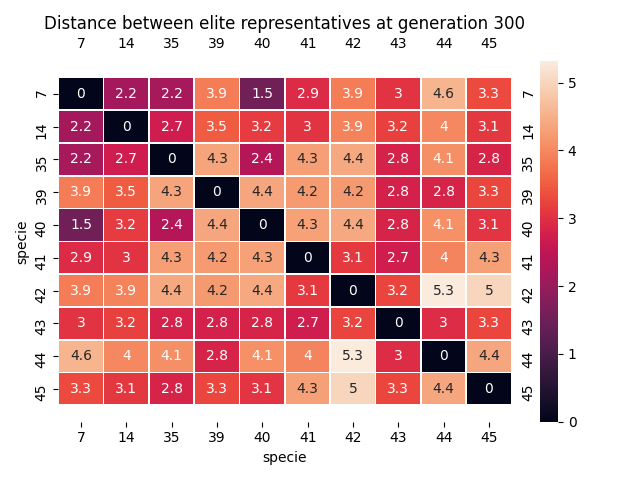 Distance between elite representatives at generation 300
7 14 35 39 40 41 42 43 44 45
7 0 2.2 2.2 3.9 1.5 2.9 3.9 3 4.6 3.3 7
14 2.2 0 2.7 3.5 3.2 3 3.9 3.2 4 3.1 14
35 2.2 2.7 0 4.3 2.4 4.3 4.4 2.8 4.1 2.8 35
39 3.9 3.5 4.3 0 4.4 4.2 4.2 2.8 2.8 3.3 39
40 1.5 3.2 2.4 4.4 0 4.3 4.4 2.8 4.1 3.1 40
41 2.9 3 4.3 4.2 4.3 0 3.1 2.7 4 4.3 41
42 3.9 3.9 4.4 4.2 4.4 3.1 0 3.2 5.3 5 42
43 3 3.2 2.8 2.8 2.8 2.7 3.2 0 3 3.3 43
44 4.6 4 4.1 2.8 4.1 4 5.3 3 0 4.4 44
45 3.3 3.1 2.8 3.3 3.1 4.3 5 3.3 4.4 0 45
7 14 35 39 40 41 42 43 44 45
specie
specie
5
4
3
2
1
0